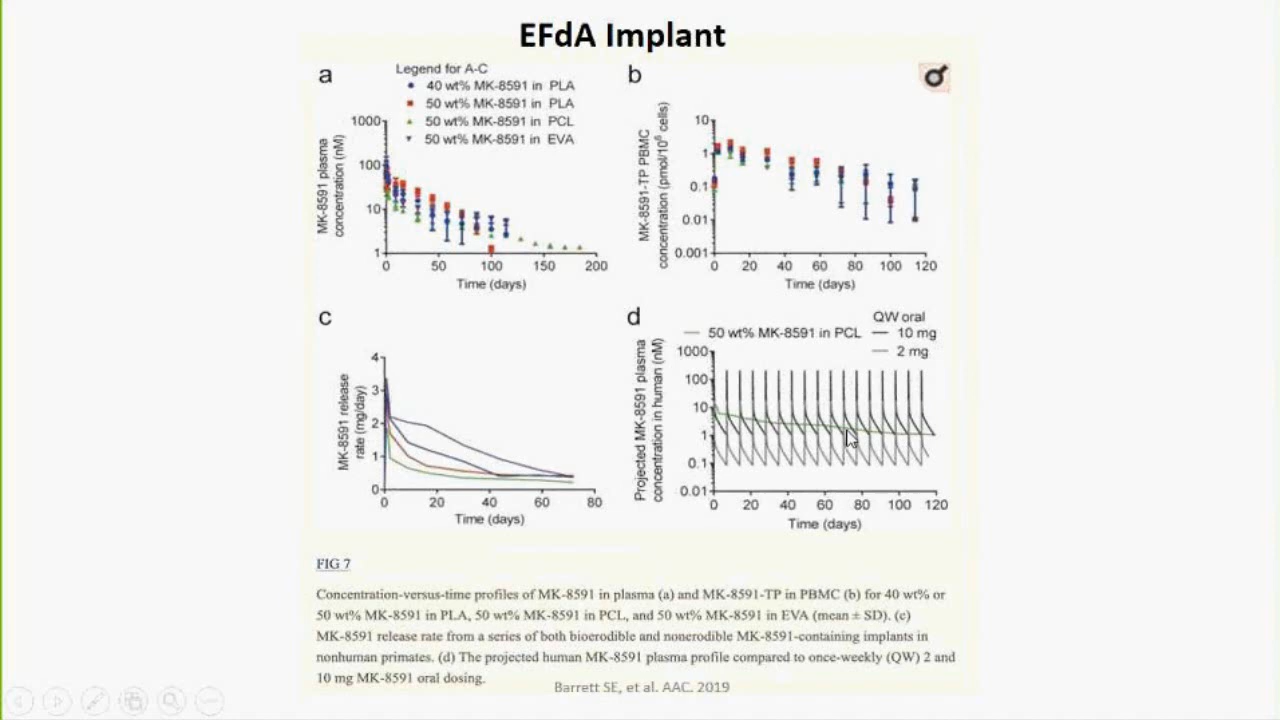 EFdA Implant
a
Legend for A-C
40 wt% MK-8591 in PLA
50 wt% MK-8591 in PLA
50 wt% MK-8591 in PCL
50 wt% MK-8591 in EVA
MK-8591 plasma
concentration (nM)
1000
100
10
1
0 50 100 150 200
Time (days)
b
MK-8591-TP PBMC
concentration (pmol/10⁶ cells)
10
1
0.1
0.01
0.001
0 20 40 60 80 100 120
Time (days)
c
MK-8591 release
rate (mg/day)
4
3
2
1
0
0 20 40 60 80
Time (days)
d
QW oral
50 wt% MK-8591 in PCL
10 mg
2 mg
Projected MK-8591 plasma
concentration in human (nM)
1000
100
10
1
0.1
0.01
0 20 40 60 80 100 120
Time (days)
FIG 7
Concentration-versus-time profiles of MK-8591 in plasma (a) and MK-8591-TP in PBMC (b) for 40 wt% or
50 wt% MK-8591 in PLA, 50 wt% MK-8591 in PCL, and 50 wt% MK-8591 in EVA (mean ± SD). (c)
MK-8591 release rate from a series of both bioerodible and nonerodible MK-8591-containing implants in
nonhuman primates. (d) The projected human MK-8591 plasma profile compared to once-weekly (QW) 2 and
10 mg MK-8591 oral dosing.
Barrett SE, et al. AAC. 2019